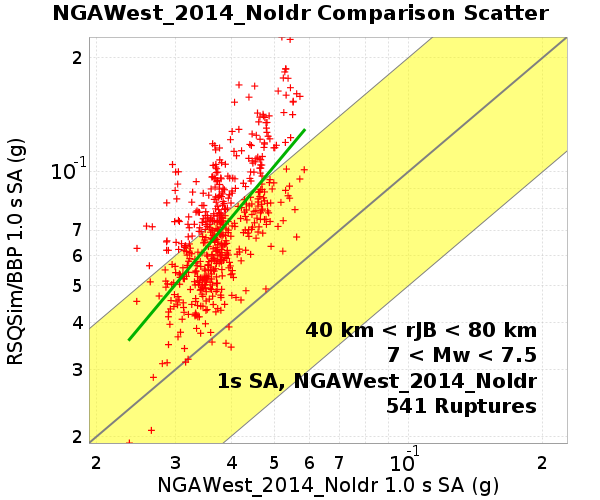 NGAWest_2014_NoIdr Comparison Scatter
RSQSim/BBP 1.0 s SA (g)
2
10⁻¹
7
6
5
4
3
2
40 km < rJB < 80 km
7 < Mw < 7.5
1s SA, NGAWest_2014_NoIdr
541 Ruptures
2 3 4 5 6 7 10⁻¹ 2
NGAWest_2014_NoIdr 1.0 s SA (g)